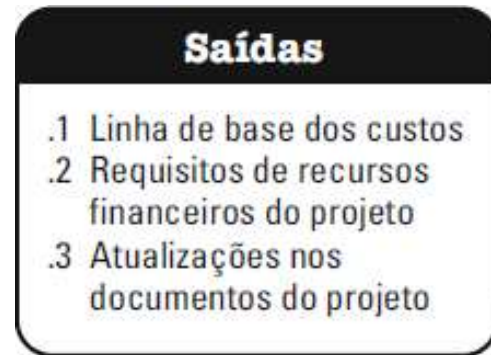 Saídas
.1 Linha de base dos custos
.2 Requisitos de recursos
financeiros do projeto
.3 Atualizações nos
documentos do projeto